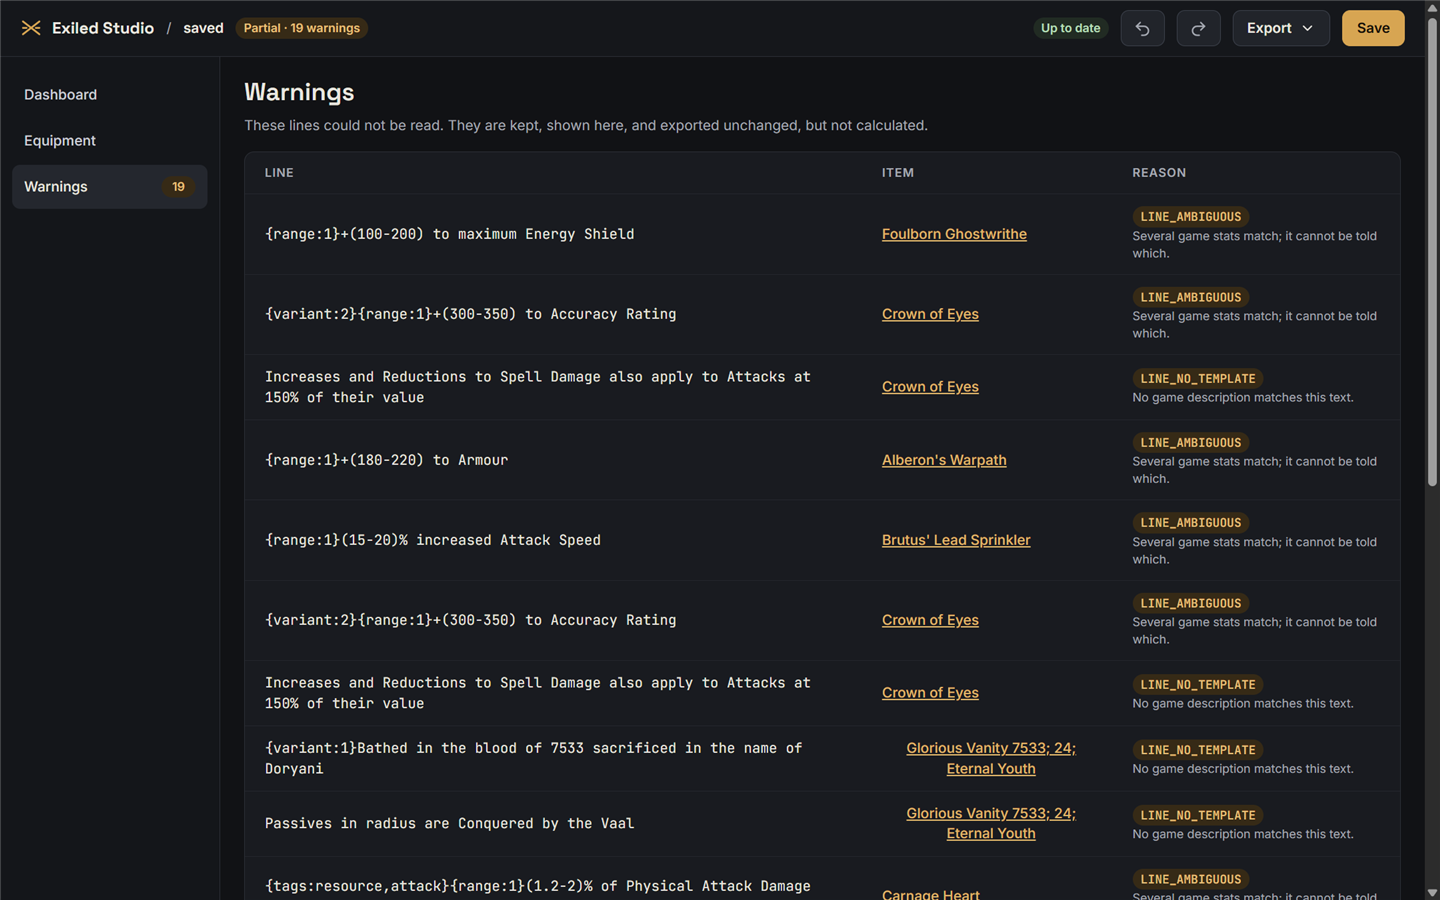 Exiled Studio / saved Partial · 19 warnings Up to date Export Save
Dashboard
Equipment
Warnings 19
Warnings
These lines could not be read. They are kept, shown here, and exported unchanged, but not calculated.
LINE ITEM REASON
{range:1}+(100-200) to maximum Energy Shield
Foulborn Ghostwrithe
LINE_AMBIGUOUS
Several game stats match; it cannot be told
which.
{variant:2}{range:1}+(300-350) to Accuracy Rating
Crown of Eyes
LINE_AMBIGUOUS
Several game stats match; it cannot be told
which.
Increases and Reductions to Spell Damage also apply to Attacks at
150% of their value
Crown of Eyes
LINE_NO_TEMPLATE
No game description matches this text.
{range:1}+(180-220) to Armour
Alberon's Warpath
LINE_AMBIGUOUS
Several game stats match; it cannot be told
which.
{range:1}(15-20)% increased Attack Speed
Brutus' Lead Sprinkler
LINE_AMBIGUOUS
Several game stats match; it cannot be told
which.
{variant:2}{range:1}+(300-350) to Accuracy Rating
Crown of Eyes
LINE_AMBIGUOUS
Several game stats match; it cannot be told
which.
Increases and Reductions to Spell Damage also apply to Attacks at
150% of their value
Crown of Eyes
LINE_NO_TEMPLATE
No game description matches this text.
{variant:1}Bathed in the blood of 7533 sacrificed in the name of
Doryani
Glorious Vanity 7533; 24;
Eternal Youth
LINE_NO_TEMPLATE
No game description matches this text.
Passives in radius are Conquered by the Vaal
Glorious Vanity 7533; 24;
Eternal Youth
LINE_NO_TEMPLATE
No game description matches this text.
{tags:resource,attack}{range:1}(1.2-2)% of Physical Attack Damage
Carnage Heart
LINE_AMBIGUOUS
Several game stats match; it cannot be told